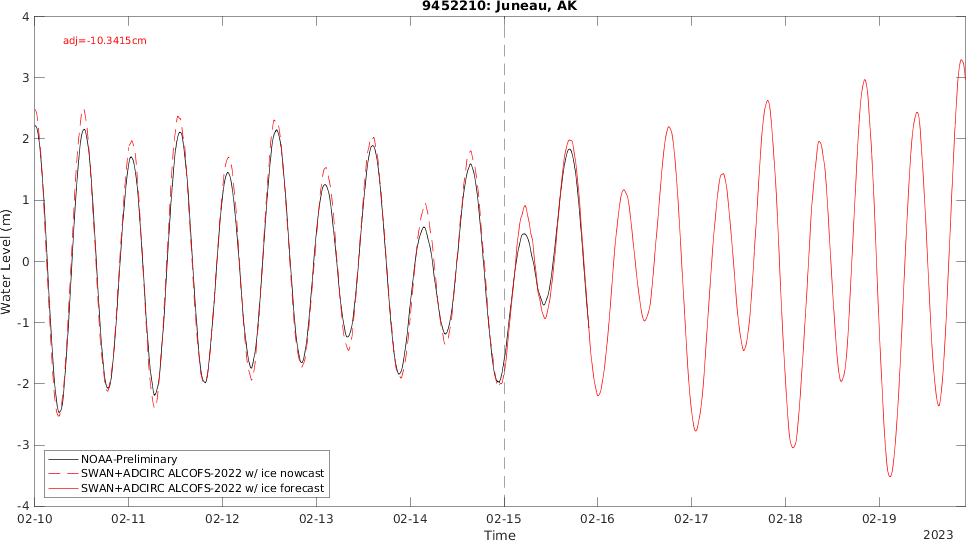 9452210: Juneau, AK
adj=-10.3415cm
4
3
2
1
0
-1
-2
-3
-4
Water Level (m)
NOAA-Preliminary
SWAN+ADCIRC ALCOFS-2022 w/ ice nowcast
SWAN+ADCIRC ALCOFS-2022 w/ ice forecast
02-10 02-11 02-12 02-13 02-14 02-15 02-16 02-17 02-18 02-19
Time
2023